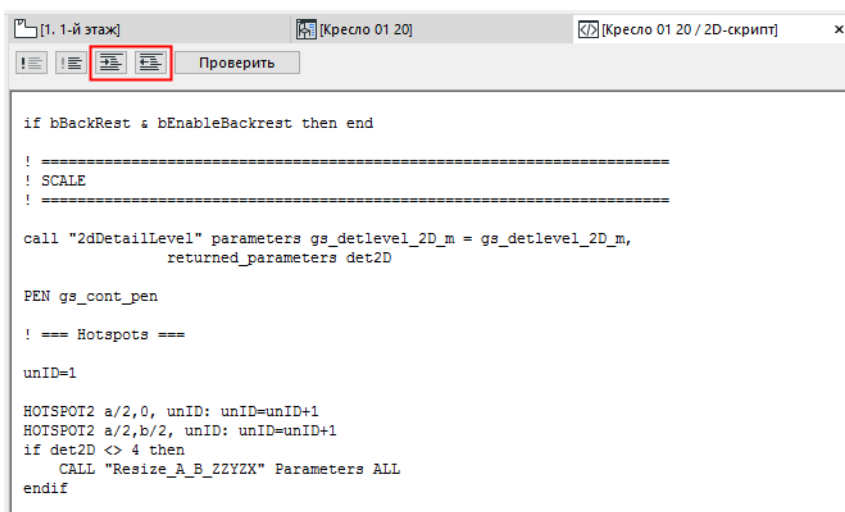 [1. 1-й этаж]
[Кресло 01 20]
[Кресло 01 20 / 2D-скрипт]
Проверить
if bBackRest & bEnableBackrest then end
! ======================================================================
! SCALE
! ======================================================================
call "2dDetailLevel" parameters gs_detlevel_2D_m = gs_detlevel_2D_m,
returned_parameters det2D
PEN gs_cont_pen
! === Hotspots ===
unID=1
HOTSPOT2 a/2,0, unID: unID=unID+1
HOTSPOT2 a/2,b/2, unID: unID=unID+1
if det2D <> 4 then
CALL "Resize_A_B_ZZYZX" Parameters ALL
endif